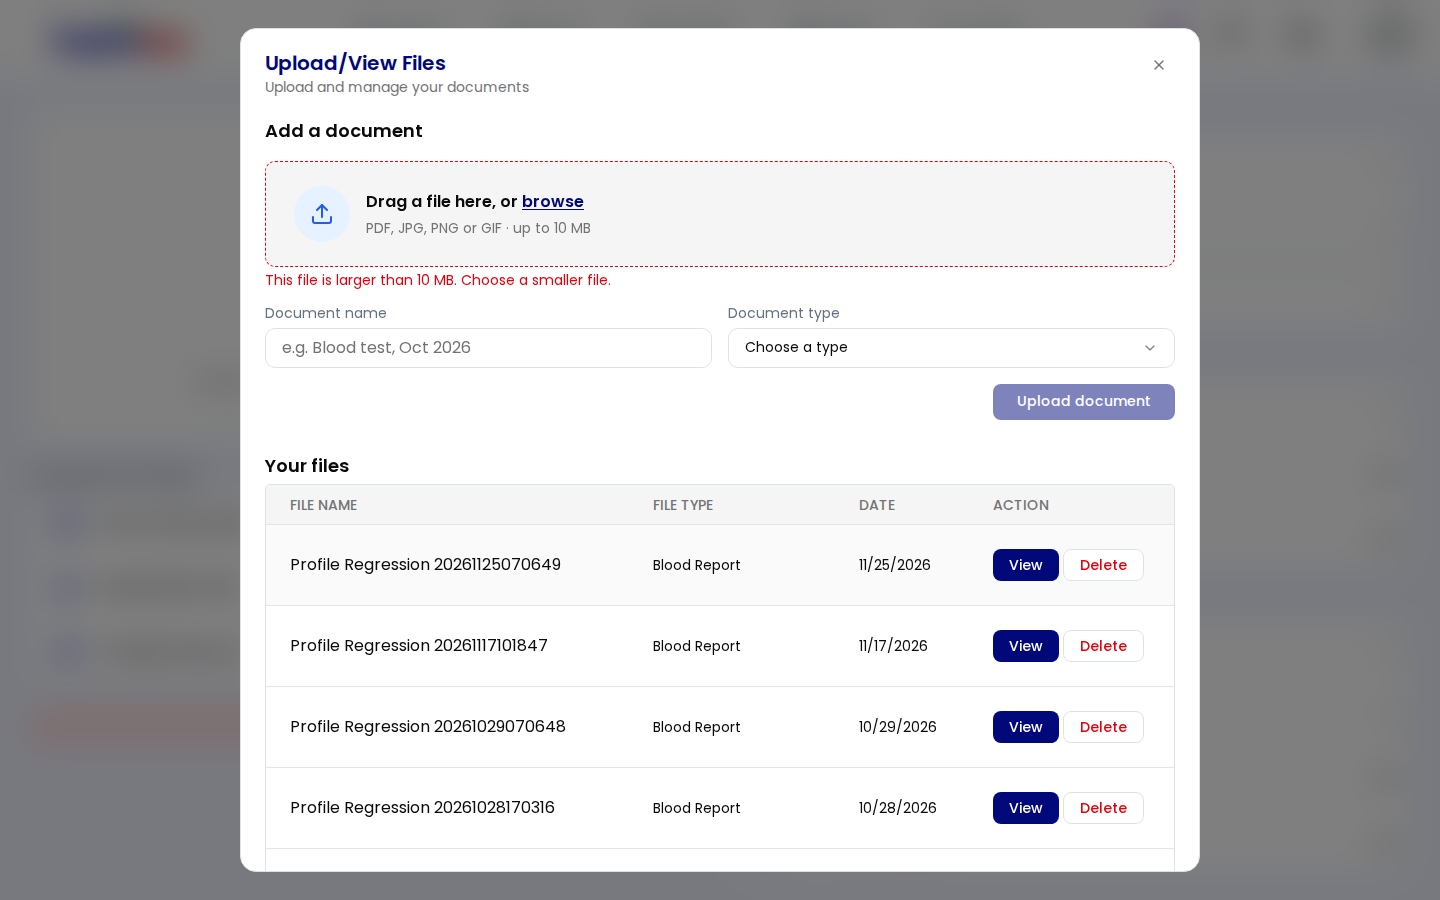 Upload/View Files
Upload and manage your documents
Add a document
Drag a file here, or browse
PDF, JPG, PNG or GIF · up to 10 MB
This file is larger than 10 MB. Choose a smaller file.
Document name
Document type
e.g. Blood test, Oct 2026
Choose a type
Upload document
Your files
FILE NAME FILE TYPE DATE ACTION
Profile Regression 20261125070649 Blood Report 11/25/2026 View Delete
Profile Regression 20261117101847 Blood Report 11/17/2026 View Delete
Profile Regression 20261029070648 Blood Report 10/29/2026 View Delete
Profile Regression 20261028170316 Blood Report 10/28/2026 View Delete